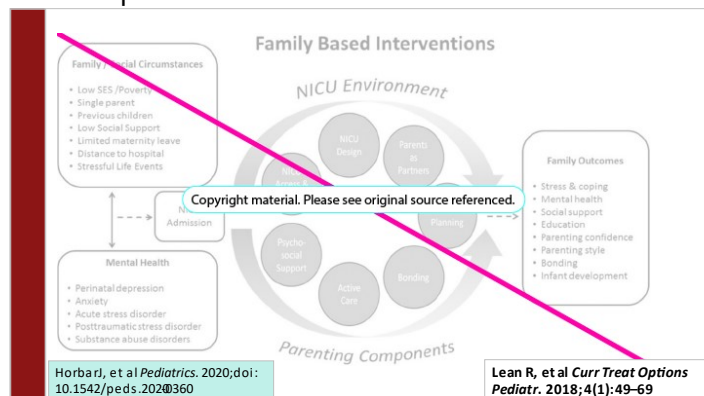 Family Based Interventions
Family / Social Circumstances
• Low SES /Poverty
• Single parent
• Previous children
• Low Social Support
• Limited maternity leave
• Distance to hospital
• Stressful Life Events
NICU Environment
NICU
Design
Parents
as
Partners
Family Outcomes
• Stress & coping
• Mental health
• Social support
• Education
• Parenting confidence
• Parenting style
• Bonding
• Infant development
Copyright material. Please see original source referenced.
Admission
Planning
Psycho-
social
Support
Active
Care
Bonding
Mental Health
• Perinatal depression
• Anxiety
• Acute stress disorder
• Posttraumatic stress disorder
• Substance abuse disorders
Parenting Components
HorbarJ, et al Pediatrics. 2020;doi:
10.1542/peds.20200360
Lean R, et al Curr Treat Options
Pediatr. 2018;4(1):49–69